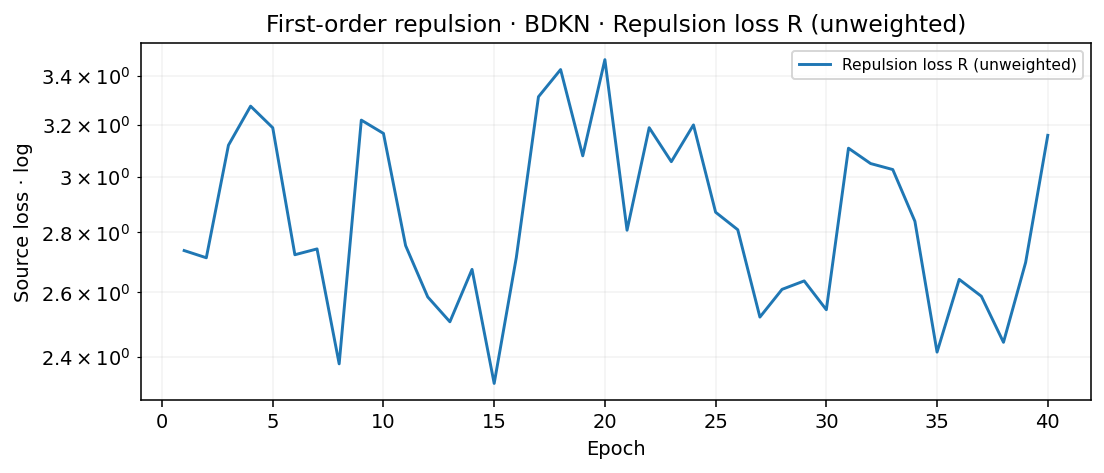 First-order repulsion · BDKN · Repulsion loss R (unweighted)
Repulsion loss R (unweighted)
Source loss · log
3.4 × 10⁰
3.2 × 10⁰
3 × 10⁰
2.8 × 10⁰
2.6 × 10⁰
2.4 × 10⁰
0 5 10 15 20 25 30 35 40
Epoch